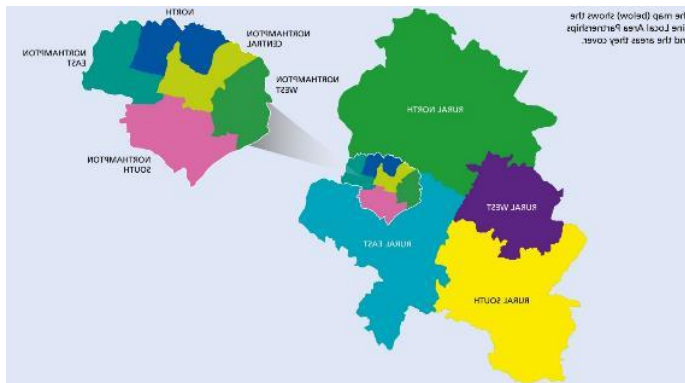 he map (below) shows the
ine Local Area Partnerships
nd the areas they cover.
NORTH
NORTHAMPTON
CENTRAL
NORTHAMPTON
EAST
NORTHAMPTON
WEST
NORTHAMPTON
SOUTH
RURAL NORTH
RURAL WEST
RURAL EAST
RURAL SOUTH